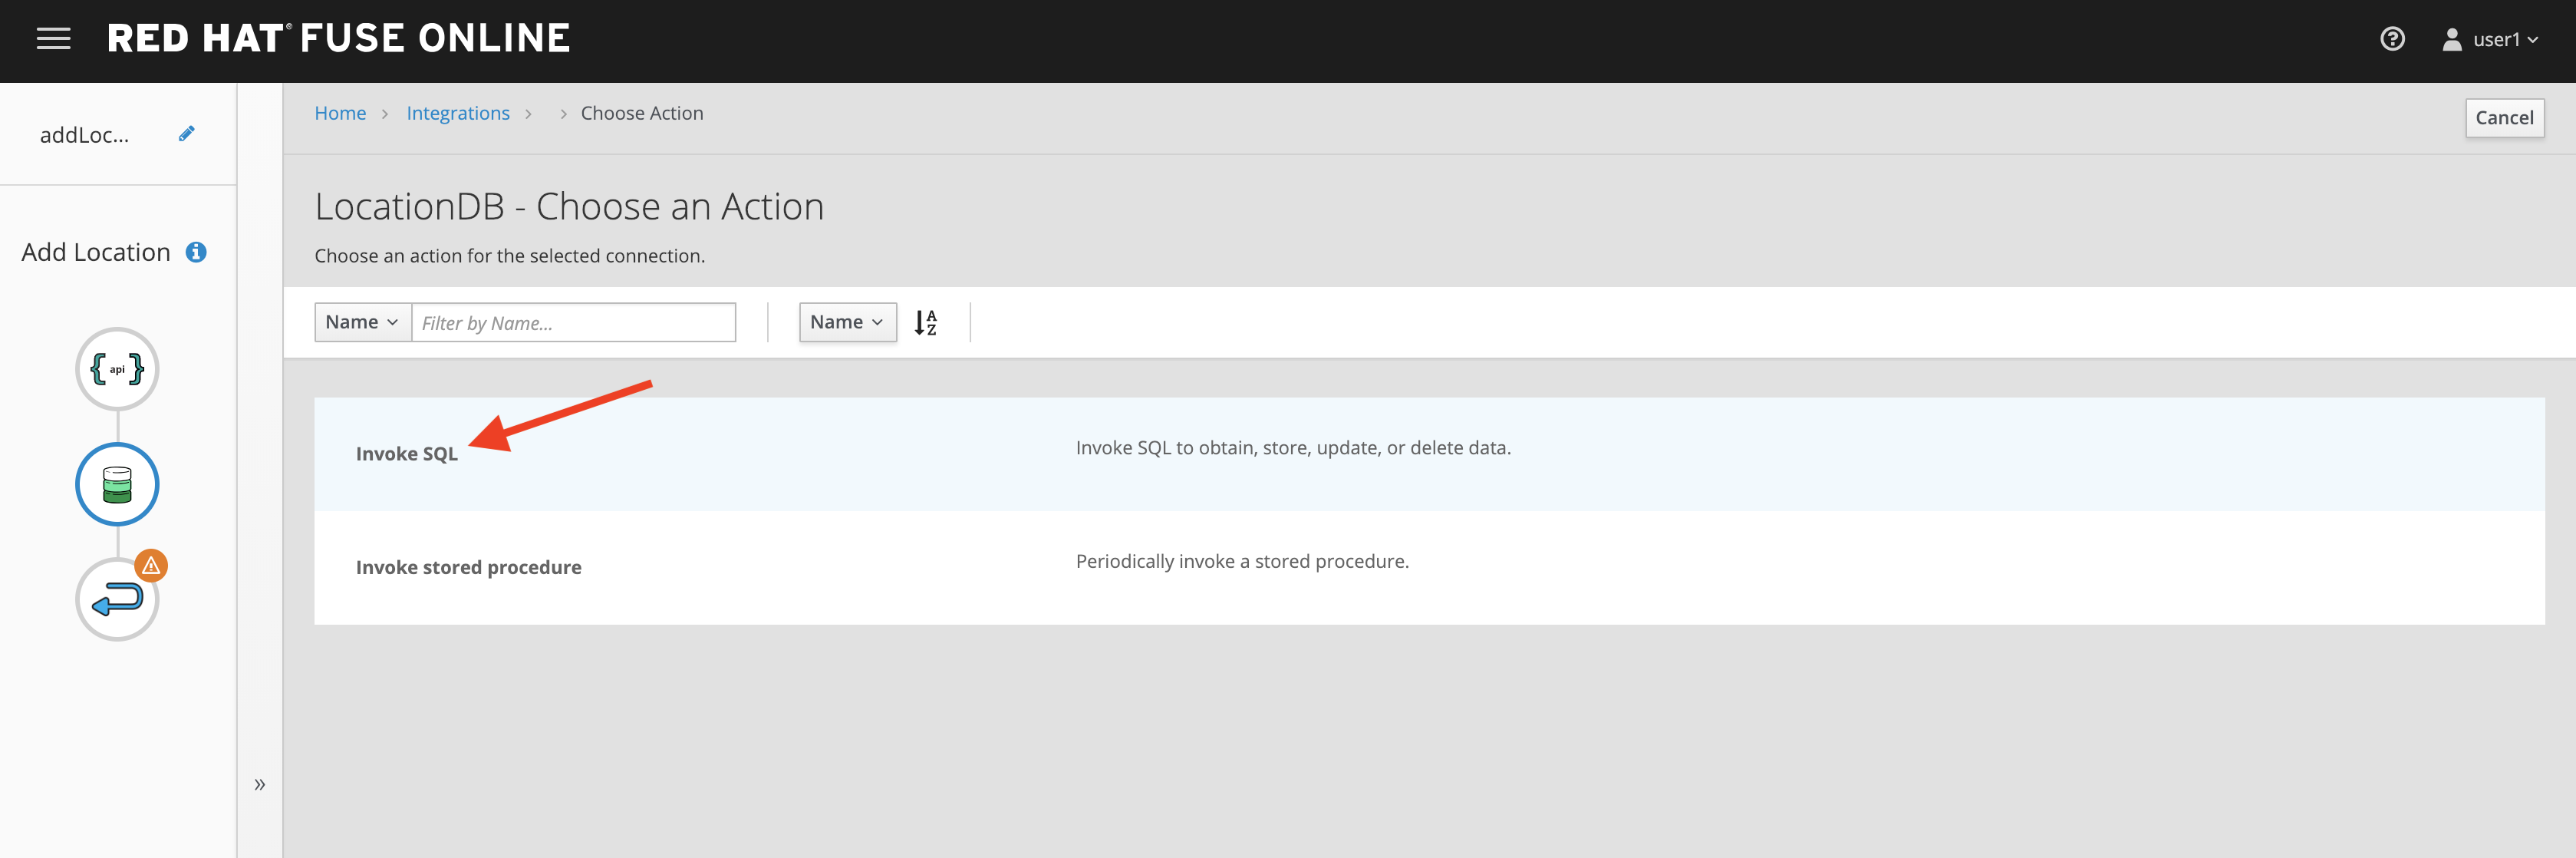 RED HAT® FUSE ONLINE
user1
addLoc...
Home > Integrations > > Choose Action
Cancel
LocationDB - Choose an Action
Add Location
Choose an action for the selected connection.
Name
Filter by Name...
Name
A
Z
{ api }
Invoke SQL
Invoke SQL to obtain, store, update, or delete data.
Invoke stored procedure
Periodically invoke a stored procedure.
»